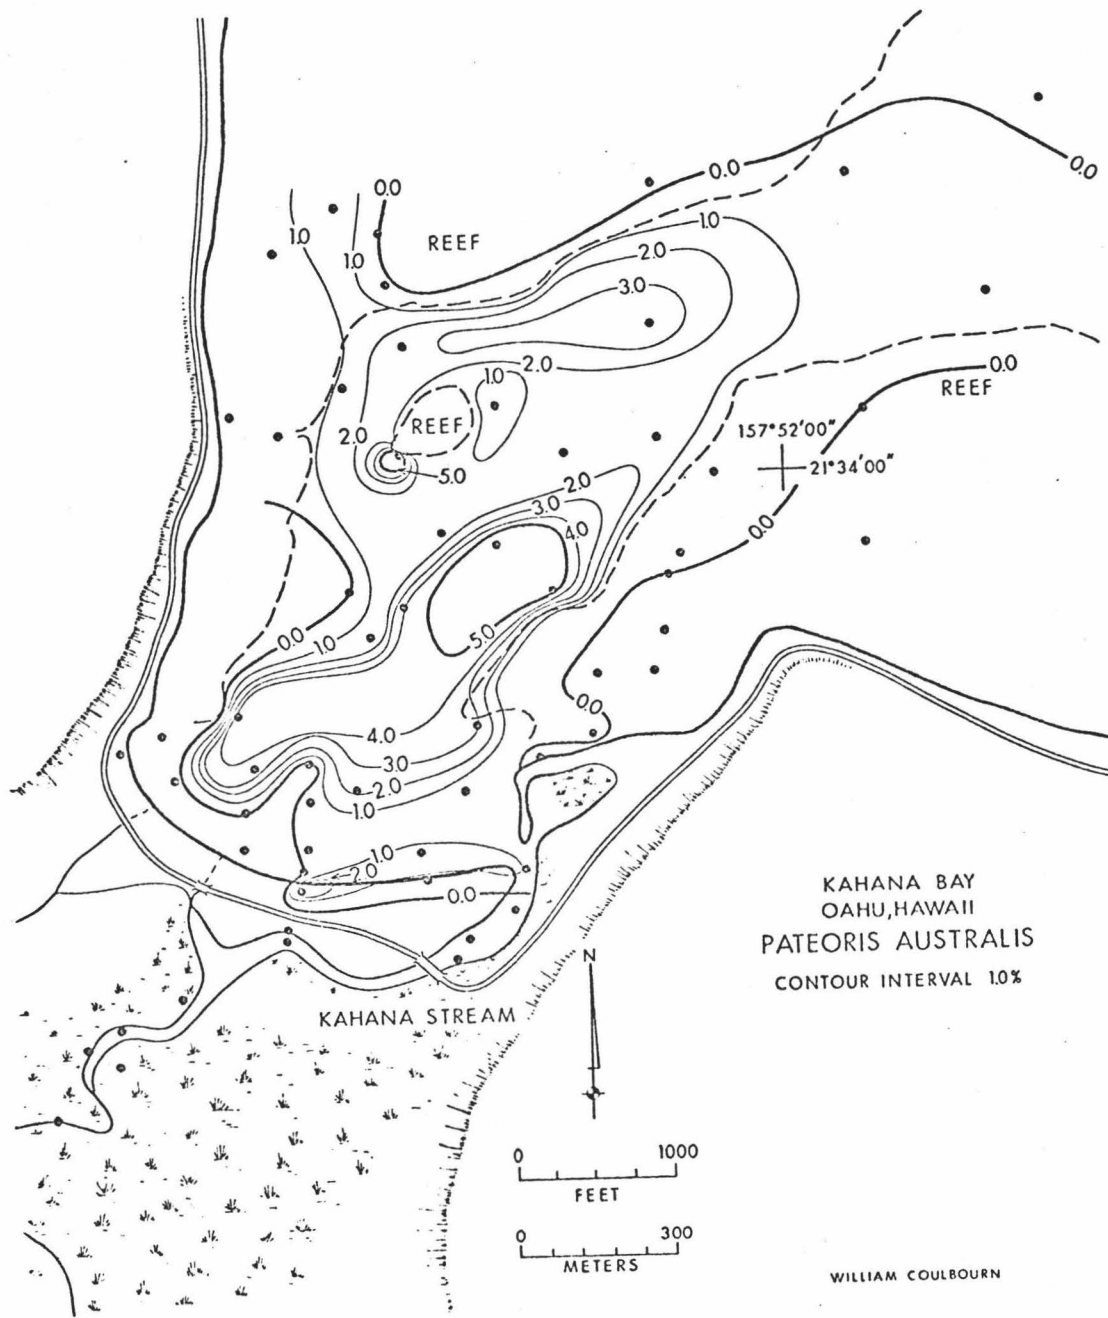 0.0
0.0
0.0
1.0
1.0
REEF
1.0
2.0
3.0
2.0
1.0
0.0
REEF
REEF
2.0
157°52'00"
21°34'00"
5.0
2.0
3.0
4.0
0.0
0.0
1.0
5.0
0.0
4.0
3.0
2.0
1.0
1.0
2.0
0.0
KAHANA BAY
OAHU, HAWAII
PATEORIS AUSTRALIS
CONTOUR INTERVAL 1.0%
N
KAHANA STREAM
0 1000
FEET
0 300
METERS
WILLIAM COULBOURN